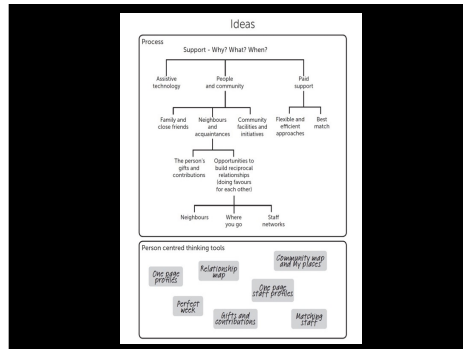 Ideas
Process
Support - Why? What? When?
Assistive
technology
People
and community
Paid
support
Family and
close friends
Neighbours
and
acquaintances
Community
facilities and
initiatives
Flexible and
efficient
approaches
Best
match
The person's
gifts and
contributions
Opportunities to
build reciprocal
relationships
(doing favours
for each other)
Neighbours
Where
you go
Staff
networks
Person centred thinking tools
One page
profiles
Relationship
map
Community map
and My places
Perfect
week
One page
staff profiles
Gifts and
contributions
Matching
staff